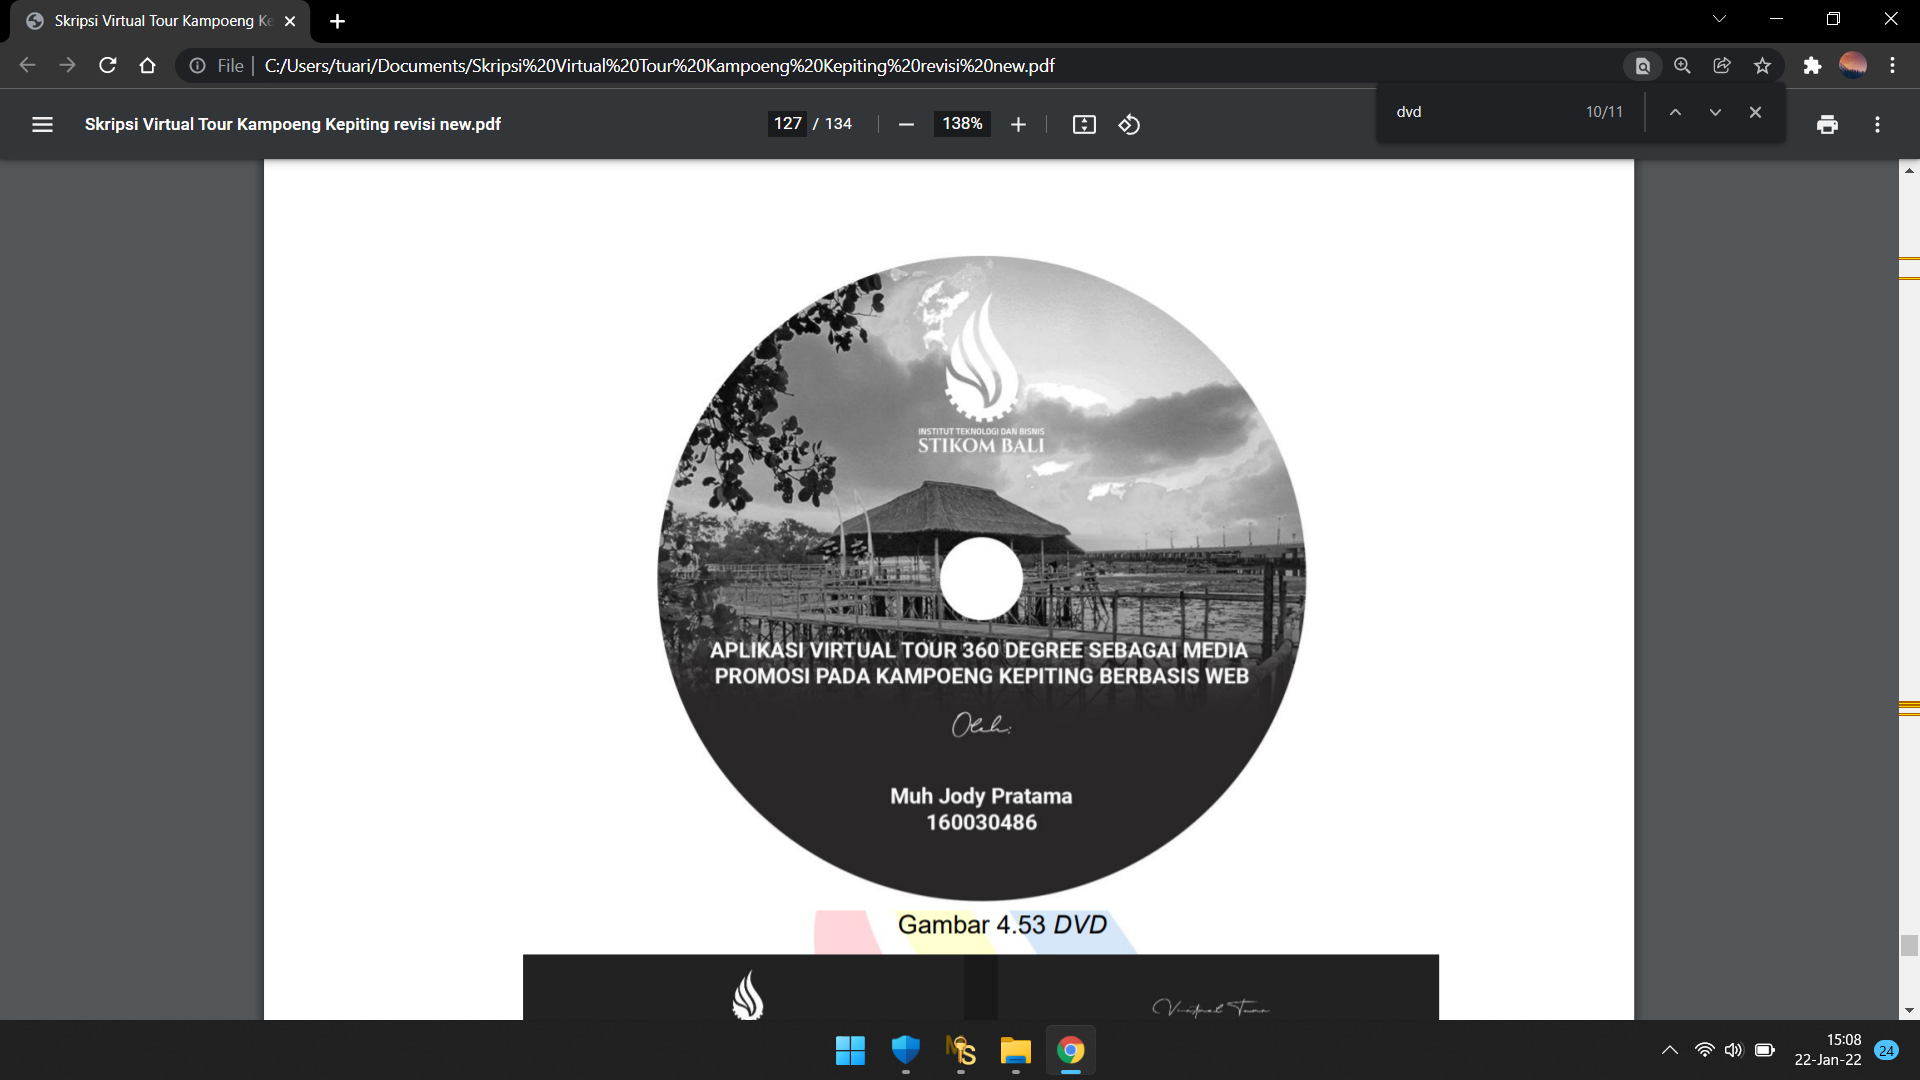 Skripsi Virtual Tour Kampoeng Ke
File
C:/Users/tuari/Documents/Skripsi%20Virtual%20Tour%20Kampoeng%20Kepiting%20revisi%20new.pdf
dvd
10/11
Skripsi Virtual Tour Kampoeng Kepiting revisi new.pdf
127 / 134
138%
INSTITUT TEKNOLOGI DAN BISNIS
STIKOM BALI
APLIKASI VIRTUAL TOUR 360 DEGREE SEBAGAI MEDIA
PROMOSI PADA KAMPOENG KEPITING BERBASIS WEB
Oleh:
Muh Jody Pratama
160030486
Gambar 4.53 DVD
Virtual Tour
15:08
22-Jan-22
24